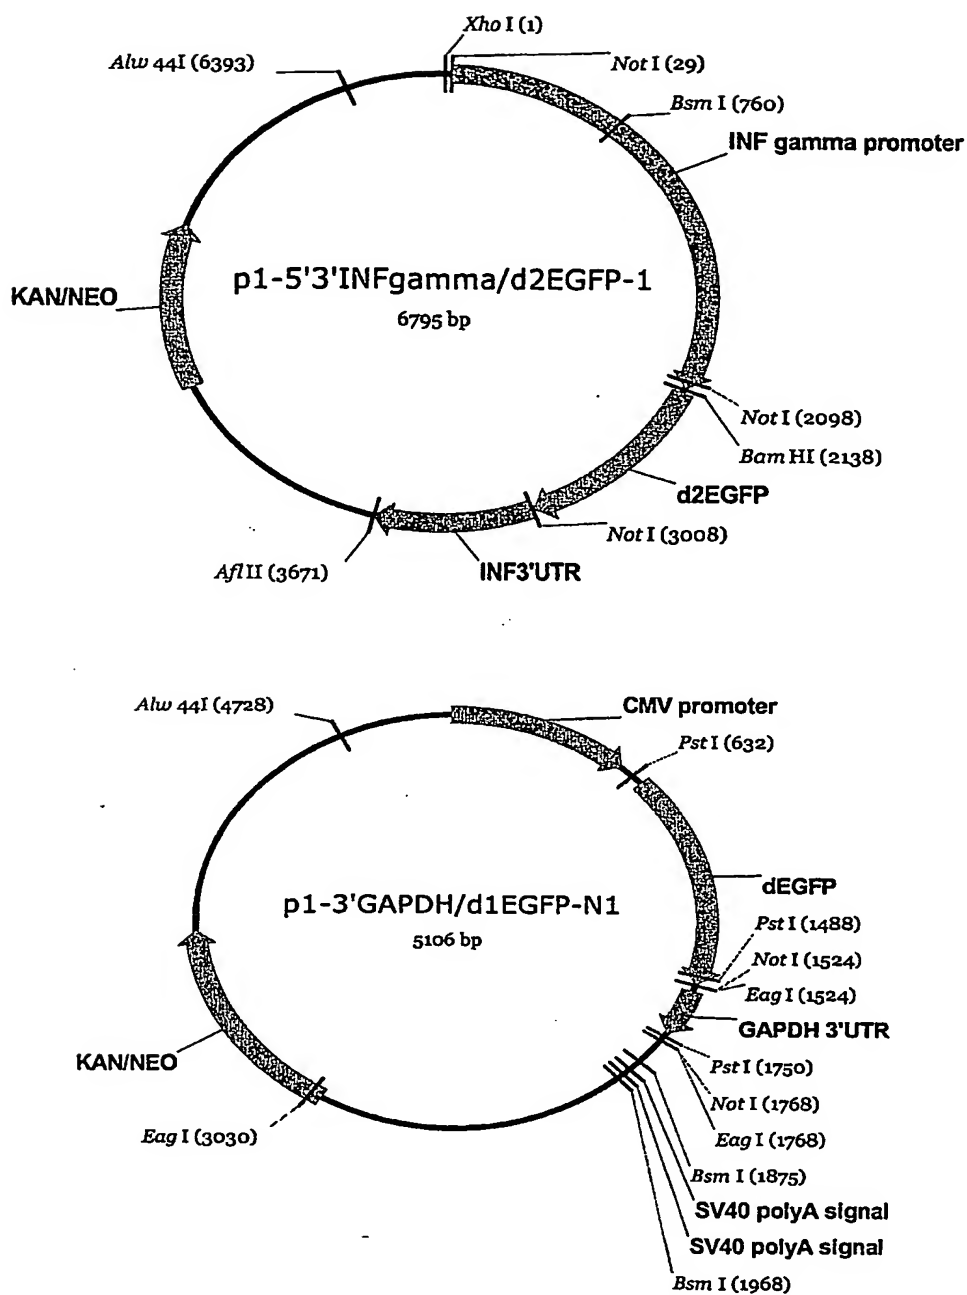 Xho I (1)
Alw 44I (6393)
Not I (29)
Bsm I (760)
INF gamma promoter
p1-5'3'INFgamma/d2EGFP-1
6795 bp
KAN/NEO
Not I (2098)
Bam HI (2138)
d2EGFP
Not I (3008)
Afl II (3671)
INF3'UTR
Alw 44I (4728)
CMV promoter
Pst I (632)
p1-3'GAPDH/d1EGFP-N1
5106 bp
dEGFP
Pst I (1488)
Not I (1524)
Eag I (1524)
GAPDH 3'UTR
KAN/NEO
Pst I (1750)
Not I (1768)
Eag I (3030)
Eag I (1768)
Bsm I (1875)
SV40 polyA signal
SV40 polyA signal
Bsm I (1968)